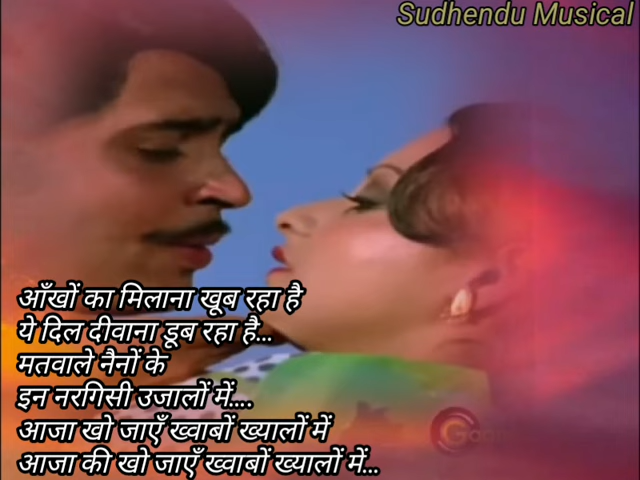 Sudhendu Musical
आँखों का मिलाना खूब रहा है
ये दिल दीवाना डूब रहा है...
मतवाले नैनों के
इन नरगिसी उजालों में....
आजा खो जाएँ ख्वाबों ख्यालों में
आजा की खो जाएँ ख्वाबों ख्यालों में...